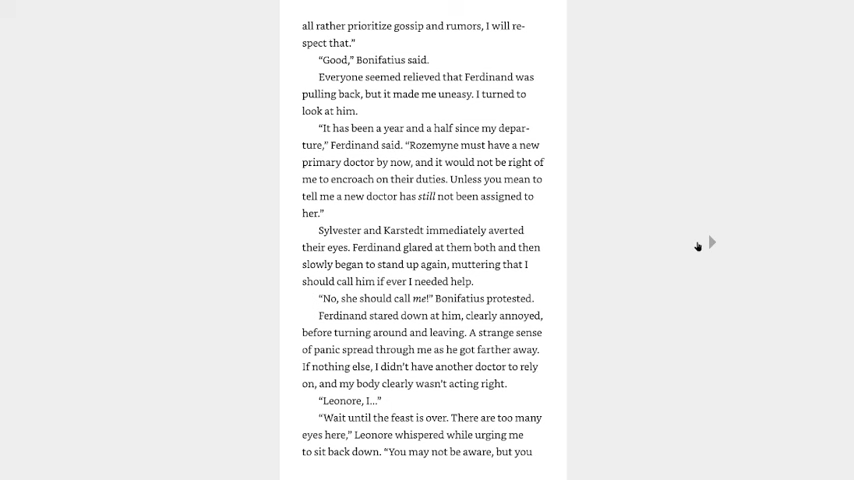 all rather prioritize gossip and rumors, I will re-
spect that.”
“Good,” Bonifatius said.
Everyone seemed relieved that Ferdinand was
pulling back, but it made me uneasy. I turned to
look at him.
“It has been a year and a half since my depar-
ture,” Ferdinand said. “Rozemyne must have a new
primary doctor by now, and it would not be right of
me to encroach on their duties. Unless you mean to
tell me a new doctor has still not been assigned to
her.”
Sylvester and Karstedt immediately averted
their eyes. Ferdinand glared at them both and then
slowly began to stand up again, muttering that I
should call him if ever I needed help.
“No, she should call me!” Bonifatius protested.
Ferdinand stared down at him, clearly annoyed,
before turning around and leaving. A strange sense
of panic spread through me as he got farther away.
If nothing else, I didn’t have another doctor to rely
on, and my body clearly wasn’t acting right.
“Leonore, I...”
“Wait until the feast is over. There are too many
eyes here,” Leonore whispered while urging me
to sit back down. “You may not be aware, but you